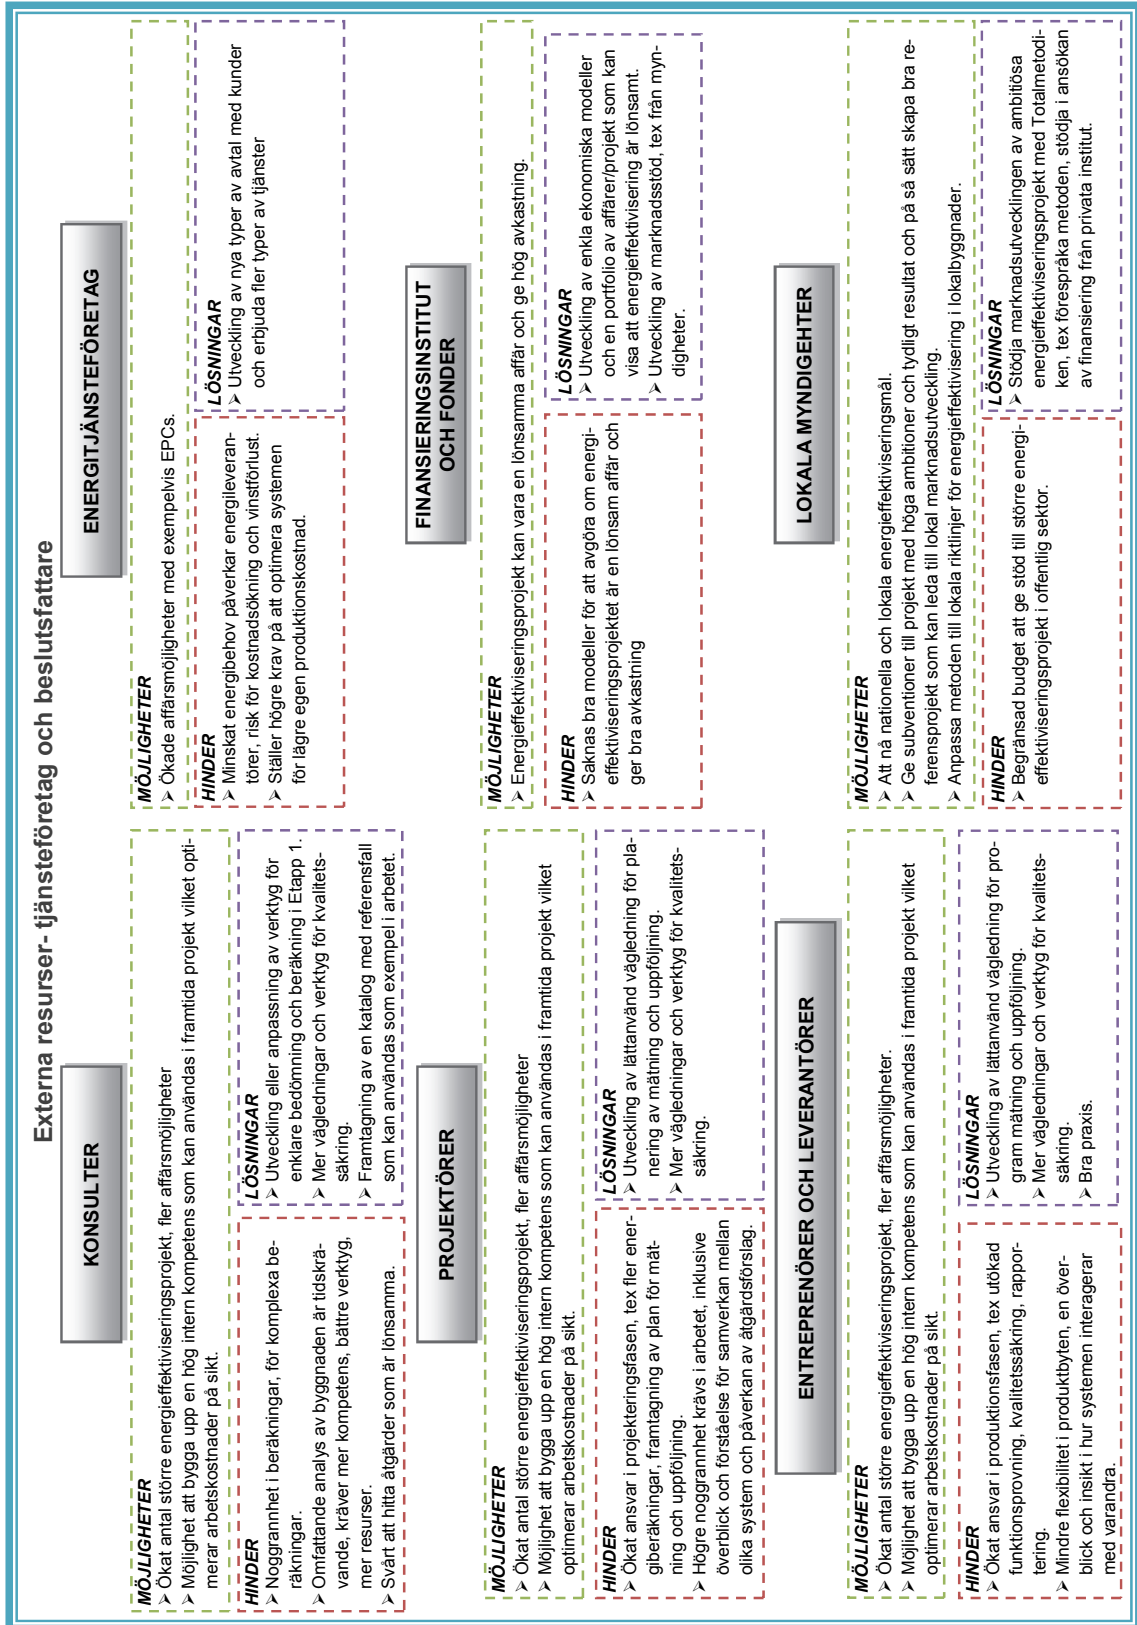 Externa resurser- tjänsteföretag och beslutsfattare
KONSULTER
MÖJLIGHETER
➢ Ökat antal större energieffektiviseringsprojekt, fler affärsmöjligheter
➢ Möjlighet att bygga upp en hög intern kompetens som kan användas i framtida projekt vilket opti-
merar arbetskostnader på sikt.
HINDER
➢ Noggrannhet i beräkningar, för komplexa be-
räkningar.
➢ Omfattande analys av byggnaden är tidskrä-
vande, kräver mer kompetens, bättre verktyg,
mer resurser.
➢ Svårt att hitta åtgärder som är lönsamma.
LÖSNINGAR
➢ Utveckling eller anpassning av verktyg för
enklare bedömning och beräkning i Etapp 1.
➢ Mer vägledningar och verktyg för kvalitets-
säkring.
➢ Framtagning av en katalog med referensfall
som kan användas som exempel i arbetet.
PROJEKTÖRER
MÖJLIGHETER
➢ Ökat antal större energieffektiviseringsprojekt, fler affärsmöjligheter
➢ Möjlighet att bygga upp en hög intern kompetens som kan användas i framtida projekt vilket
optimerar arbetskostnader på sikt.
HINDER
➢ Ökat ansvar i projekteringsfasen, tex fler ener-
giberäkningar, framtagning av plan för mät-
ning och uppföljning.
➢ Högre noggrannhet krävs i arbetet, inklusive
överblick och förståelse för samverkan mellan
olika system och påverkan av åtgärdsförslag.
LÖSNINGAR
➢ Utveckling av lättanvänd vägledning för pla-
nering av mätning och uppföljning.
➢ Mer vägledningar och verktyg för kvalitets-
säkring.
ENTREPRENÖRER OCH LEVERANTÖRER
MÖJLIGHETER
➢ Ökat antal större energieffektiviseringsprojekt, fler affärsmöjligheter.
➢ Möjlighet att bygga upp en hög intern kompetens som kan användas i framtida projekt vilket
optimerar arbetskostnader på sikt.
HINDER
➢ Ökat ansvar i produktionsfasen, tex utökad
funktionsprovning, kvalitetssäkring, rappor-
tering.
➢ Mindre flexibilitet i produktbyten, en över-
blick och insikt i hur systemen interagerar
med varandra.
LÖSNINGAR
➢ Utveckling av lättanvänd vägledning för pro-
gram mätning och uppföljning.
➢ Mer vägledningar och verktyg för kvalitets-
säkring.
➢ Bra praxis.
ENERGITJÄNSTEFÖRETAG
MÖJLIGHETER
➢ Ökade affärsmöjligheter med exempelvis EPCs.
HINDER
➢ Minskat energibehov påverkar energileveran-
törer, risk för kostnadsökning och vinstförlust.
➢ Ställer högre krav på att optimera systemen
för lägre egen produktionskostnad.
LÖSNINGAR
➢ Utveckling av nya typer av avtal med kunder
och erbjuda fler typer av tjänster
FINANSIERINGSINSTITUT
OCH FONDER
MÖJLIGHETER
➢ Energieffektiviseringsprojekt kan vara en lönsamma affär och ge hög avkastning.
HINDER
➢ Saknas bra modeller för att avgöra om energi-
effektiviseringsprojektet är en lönsam affär och
ger bra avkastning
LÖSNINGAR
➢ Utveckling av enkla ekonomiska modeller
och en portfolio av affärer/projekt som kan
visa att energieffektivisering är lönsamt.
➢ Utveckling av marknadsstöd, tex från myn-
digheter.
LOKALA MYNDIGEHTER
MÖJLIGHETER
➢ Att nå nationella och lokala energieffektiviseringsmål.
➢ Ge subventioner till projekt med höga ambitioner och tydligt resultat och på så sätt skapa bra re-
ferensprojekt som kan leda till lokal marknadsutveckling.
➢ Anpassa metoden till lokala riktlinjer för energieffektivisering i lokalbyggnader.
HINDER
➢ Begränsad budget att ge stöd till större energi-
effektiviseringsprojekt i offentlig sektor.
LÖSNINGAR
➢ Stödja marknadsutvecklingen av ambitiösa
energieffektiviseringsprojekt med Totalmetodi-
ken, tex förespråka metoden, stödja i ansökan
av finansiering från privata institut.